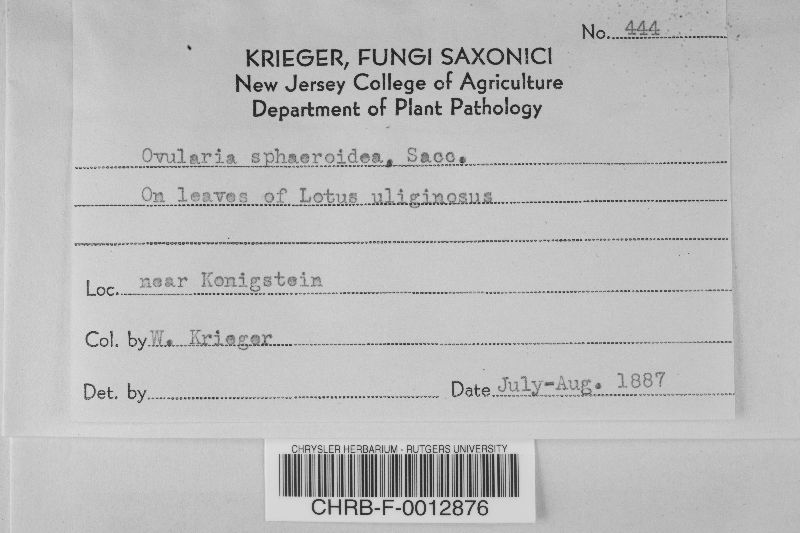 No. 444
KRIEGER, FUNGI SAXONICI
New Jersey College of Agriculture
Department of Plant Pathology
Ovularia sphaeroidea, Sacc.
On leaves of Lotus uliginosus
Loc. near Konigstein
Col. by W. Krieger
Det. by Date July-Aug. 1887
CHRYSLER HERBARIUM - RUTGERS UNIVERSITY
CHRB-F-0012876